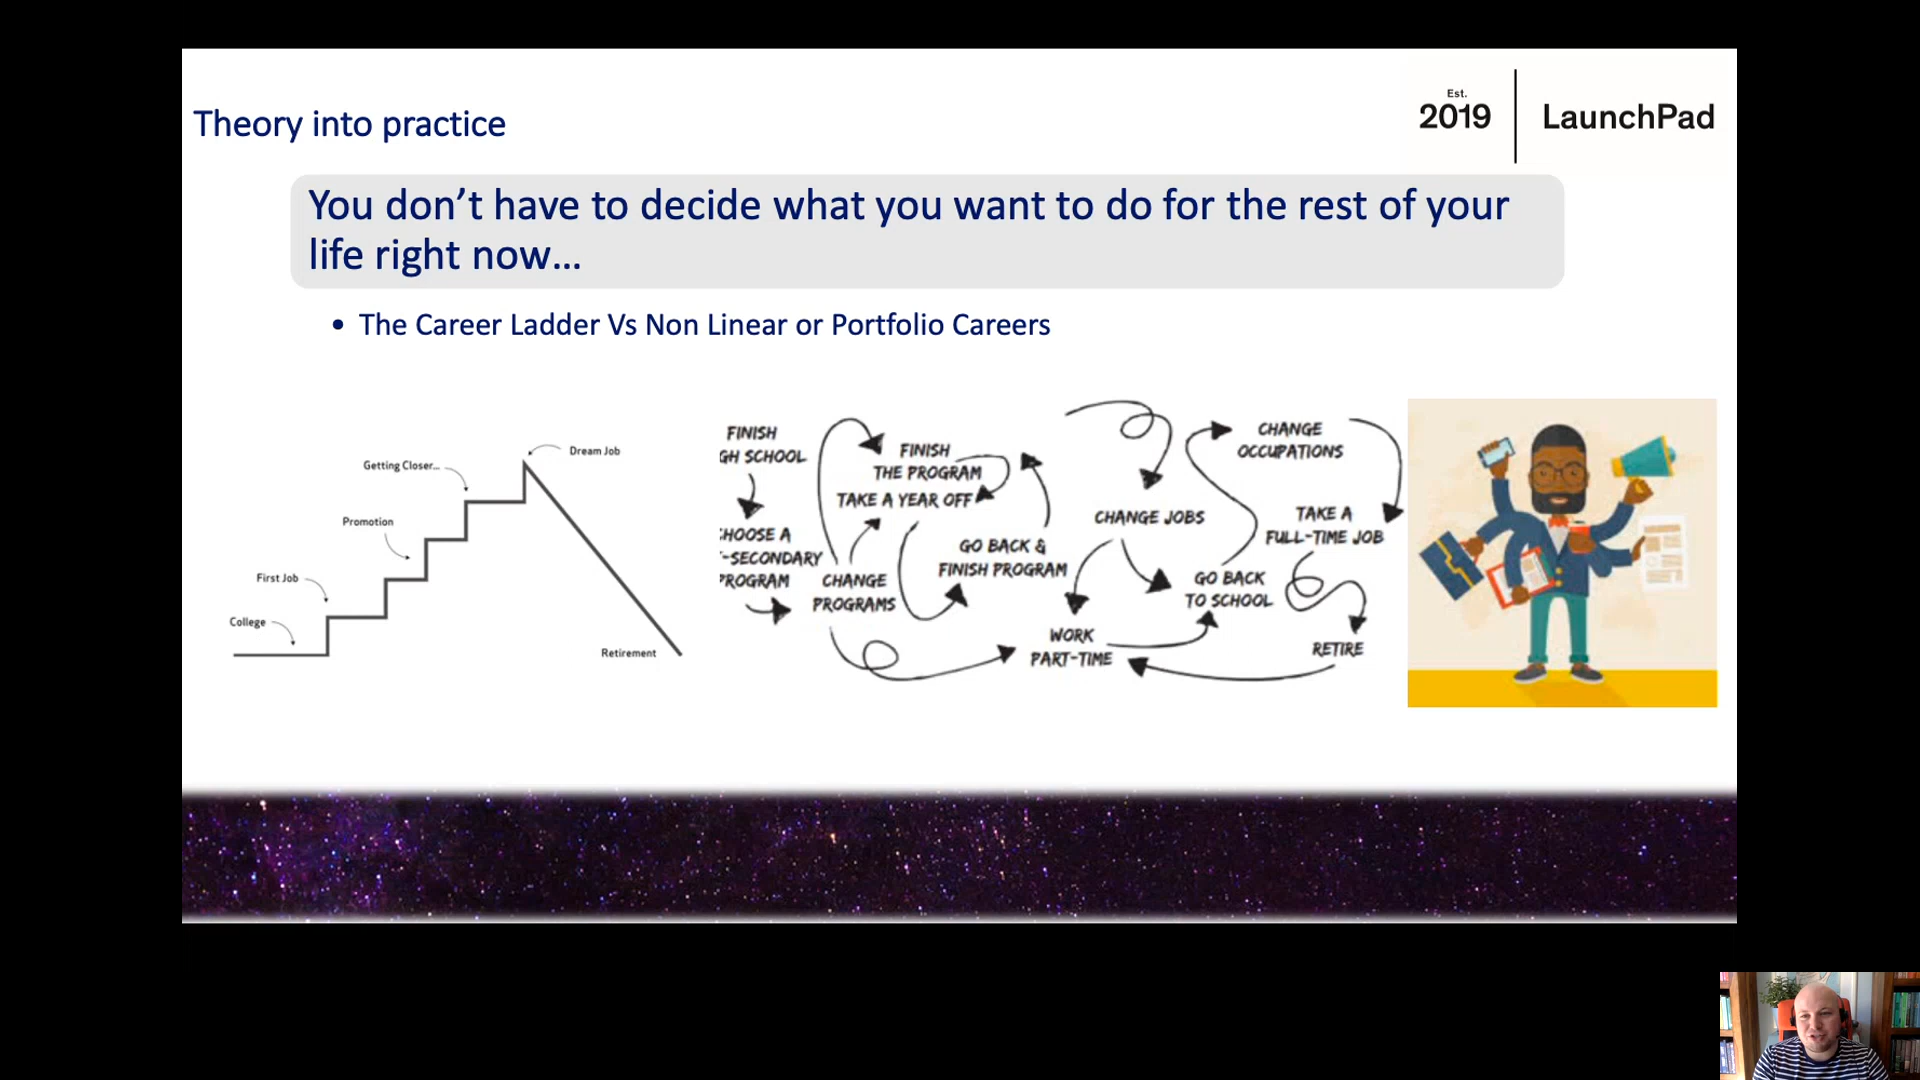 Theory into practice
Est.
2019
LaunchPad
You don’t have to decide what you want to do for the rest of your
life right now...
• The Career Ladder Vs Non Linear or Portfolio Careers
Dream Job
Getting Closer...
Promotion
First Job
College
Retirement
FINISH
GH SCHOOL
HOOSE A
-SECONDARY
PROGRAM
CHANGE
PROGRAMS
FINISH
THE PROGRAM
TAKE A YEAR OFF
GO BACK &
FINISH PROGRAM
WORK
PART-TIME
CHANGE JOBS
GO BACK
TO SCHOOL
CHANGE
OCCUPATIONS
TAKE A
FULL-TIME JOB
RETIRE